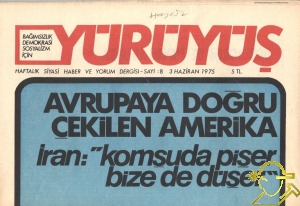 BAĞIMSIZLIK
DEMOKRASİ
SOSYALİZM
İÇİN
YÜRÜYÜŞ
HAFTALIK SİYASİ HABER VE YORUM DERGİSİ - SAYI : 8 3 HAZİRAN 1975 5 TL.
AVRUPAYA DOĞRU
ÇEKİLEN AMERİKA
İran: "komşuda pişer
bize de düşer"